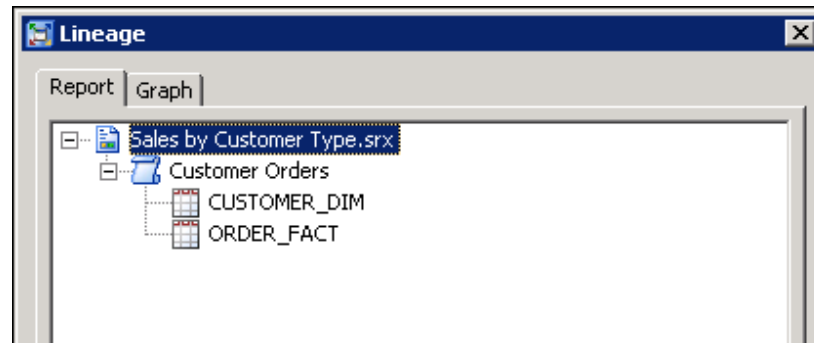 Lineage
Report Graph
Sales by Customer Type.srx
Customer Orders
CUSTOMER_DIM
ORDER_FACT